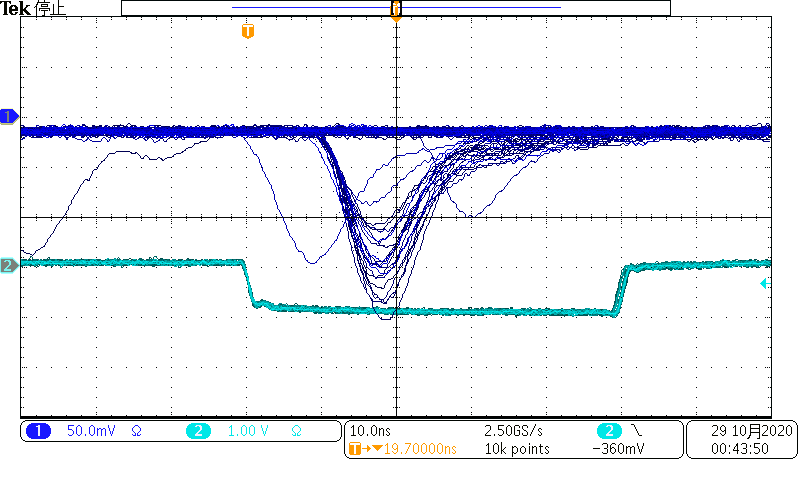 Tek 停止
T
T
1
2
1 50.0mV Ω 2 1.00 V Ω
10.0ns 2.50GS/s 2
T→▼19.70000ns 10k points −360mV
29 10月2020
00:43:50